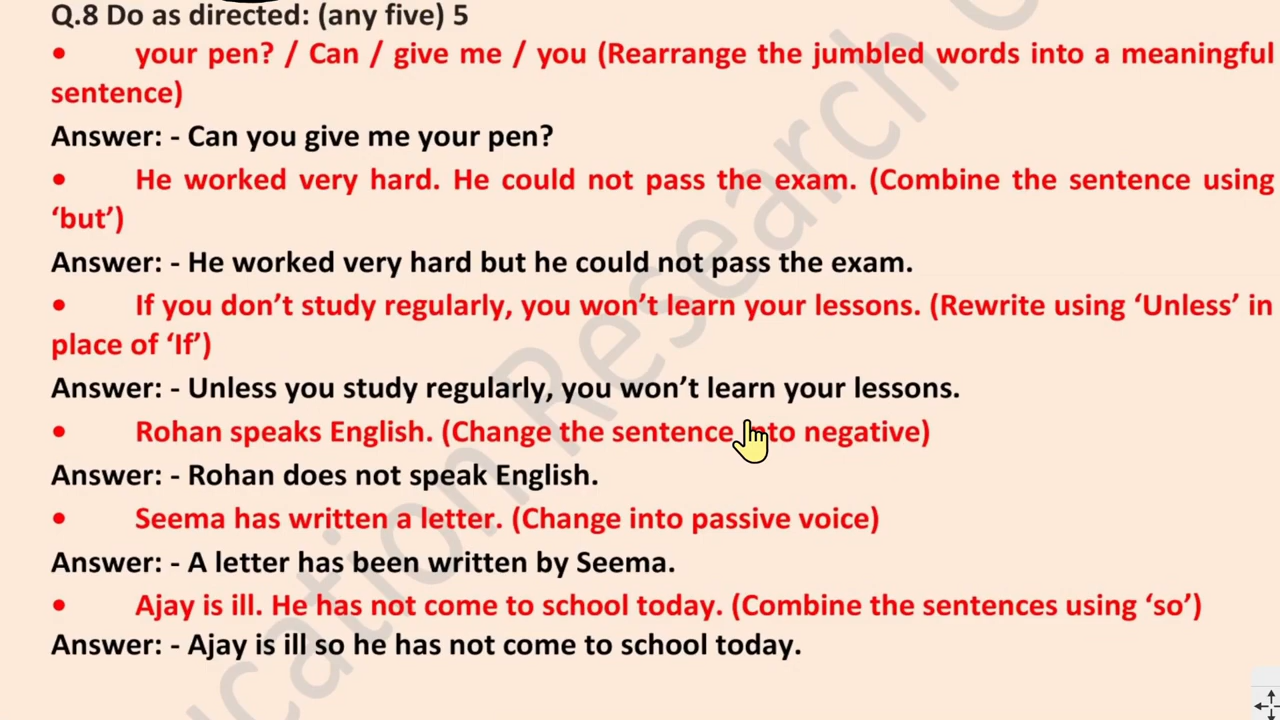 Q.8 Do as directed: (any five) 5
• your pen? / Can / give me / you (Rearrange the jumbled words into a meaningful
sentence)
Answer: - Can you give me your pen?
• He worked very hard. He could not pass the exam. (Combine the sentence using
‘but’)
Answer: - He worked very hard but he could not pass the exam.
• If you don’t study regularly, you won’t learn your lessons. (Rewrite using ‘Unless’ in
place of ‘If’)
Answer: - Unless you study regularly, you won’t learn your lessons.
• Rohan speaks English. (Change the sentence into negative)
Answer: - Rohan does not speak English.
• Seema has written a letter. (Change into passive voice)
Answer: - A letter has been written by Seema.
• Ajay is ill. He has not come to school today. (Combine the sentences using ‘so’)
Answer: - Ajay is ill so he has not come to school today.
Research